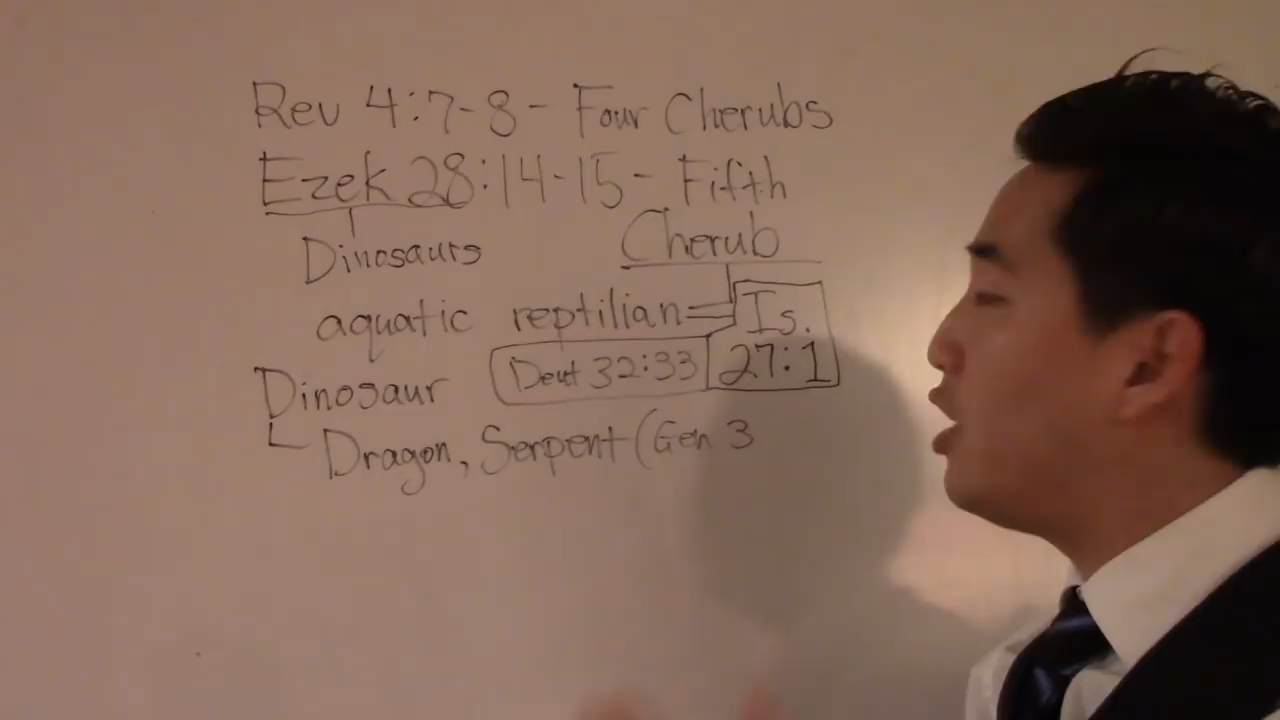 Rev 4:7-8 - Four Cherubs
Ezek 28:14-15 - Fifth
Cherub
Dinosaurs
aquatic reptilian = Is.
27:1
Deut 32:33
Dinosaur
Dragon, Serpent (Gen 3